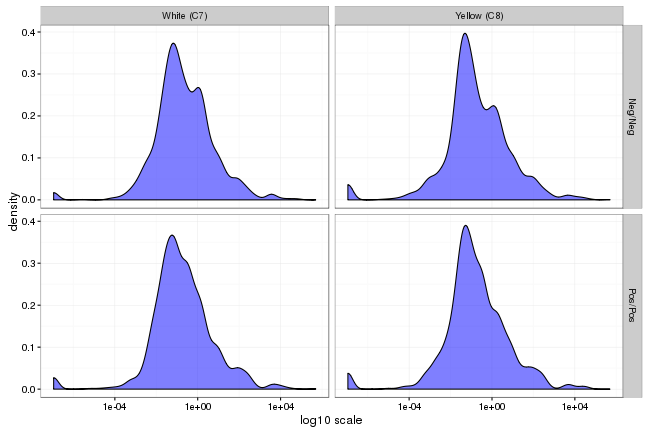 White (C7)
Yellow (C8)
0.4
0.3
0.2
0.1
0.0
Neg/Neg
density
0.4
0.3
0.2
0.1
0.0
Pos/Pos
1e-04
1e+00
1e+04
1e-04
1e+00
1e+04
log10 scale